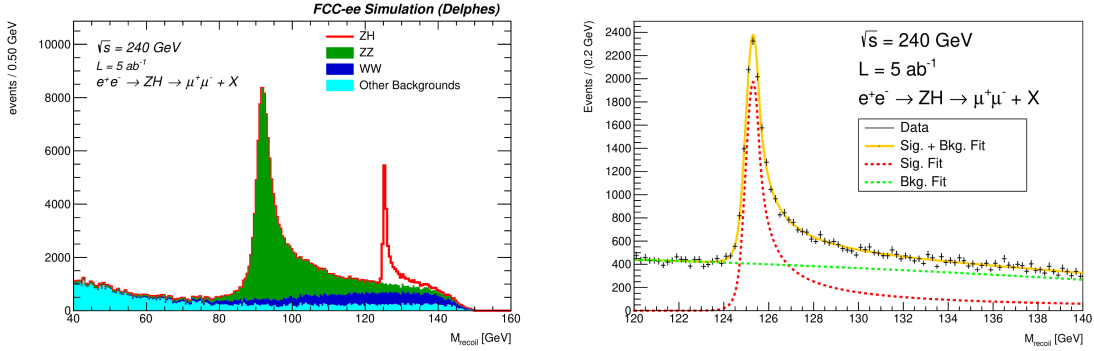 FCC-ee Simulation (Delphes)
events / 0.50 GeV
10000
8000
6000
4000
2000
0
√s = 240 GeV
L = 5 ab⁻¹
e⁺e⁻ → ZH → μ⁺μ⁻ + X
ZH
ZZ
WW
Other Backgrounds
40 60 80 100 120 140 160
M_recoil [GeV]
Events / (0.2 GeV)
2400
2200
2000
1800
1600
1400
1200
1000
800
600
400
200
0
√s = 240 GeV
L = 5 ab⁻¹
e⁺e⁻ → ZH → μ⁺μ⁻ + X
Data
Sig. + Bkg. Fit
Sig. Fit
Bkg. Fit
120 122 124 126 128 130 132 134 136 138 140
M_recoil [GeV]